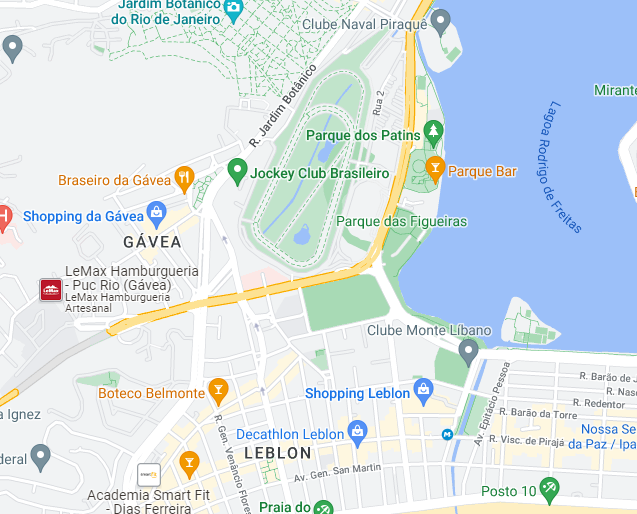 Jardim Botânico
do Rio de Janeiro
Clube Naval Piraquê
R. Jardim Botânico
Rua 2
Mirante
Lagoa Rodrigo de Freitas
Parque dos Patins
Parque Bar
Braseiro da Gávea
Jockey Club Brasileiro
Shopping da Gávea
Parque das Figueiras
GÁVEA
LeMax Hamburgueria
- Puc Rio (Gávea)
LeMax Hamburgueria
Artesanal
Clube Monte Líbano
Av. Epitácio Pessoa
R. Barão de J
R. Nas
R. Redentor
Boteco Belmonte
Shopping Leblon
R. Barão da Torre
a Ignez
R. Gen. Venâncio Flores
Decathlon Leblon
R. Visc. de Pirajá
Nossa Se
da Paz / Ipa
LEBLON
deral
Av. Gen. San Martin
Academia Smart Fit
- Dias Ferreira
Posto 10
Praia do